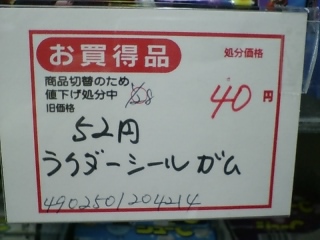 お買得品
処分価格
商品切替のため
値下げ処分中
旧価格
40円
52円
ライダーシールガム
4902501204214